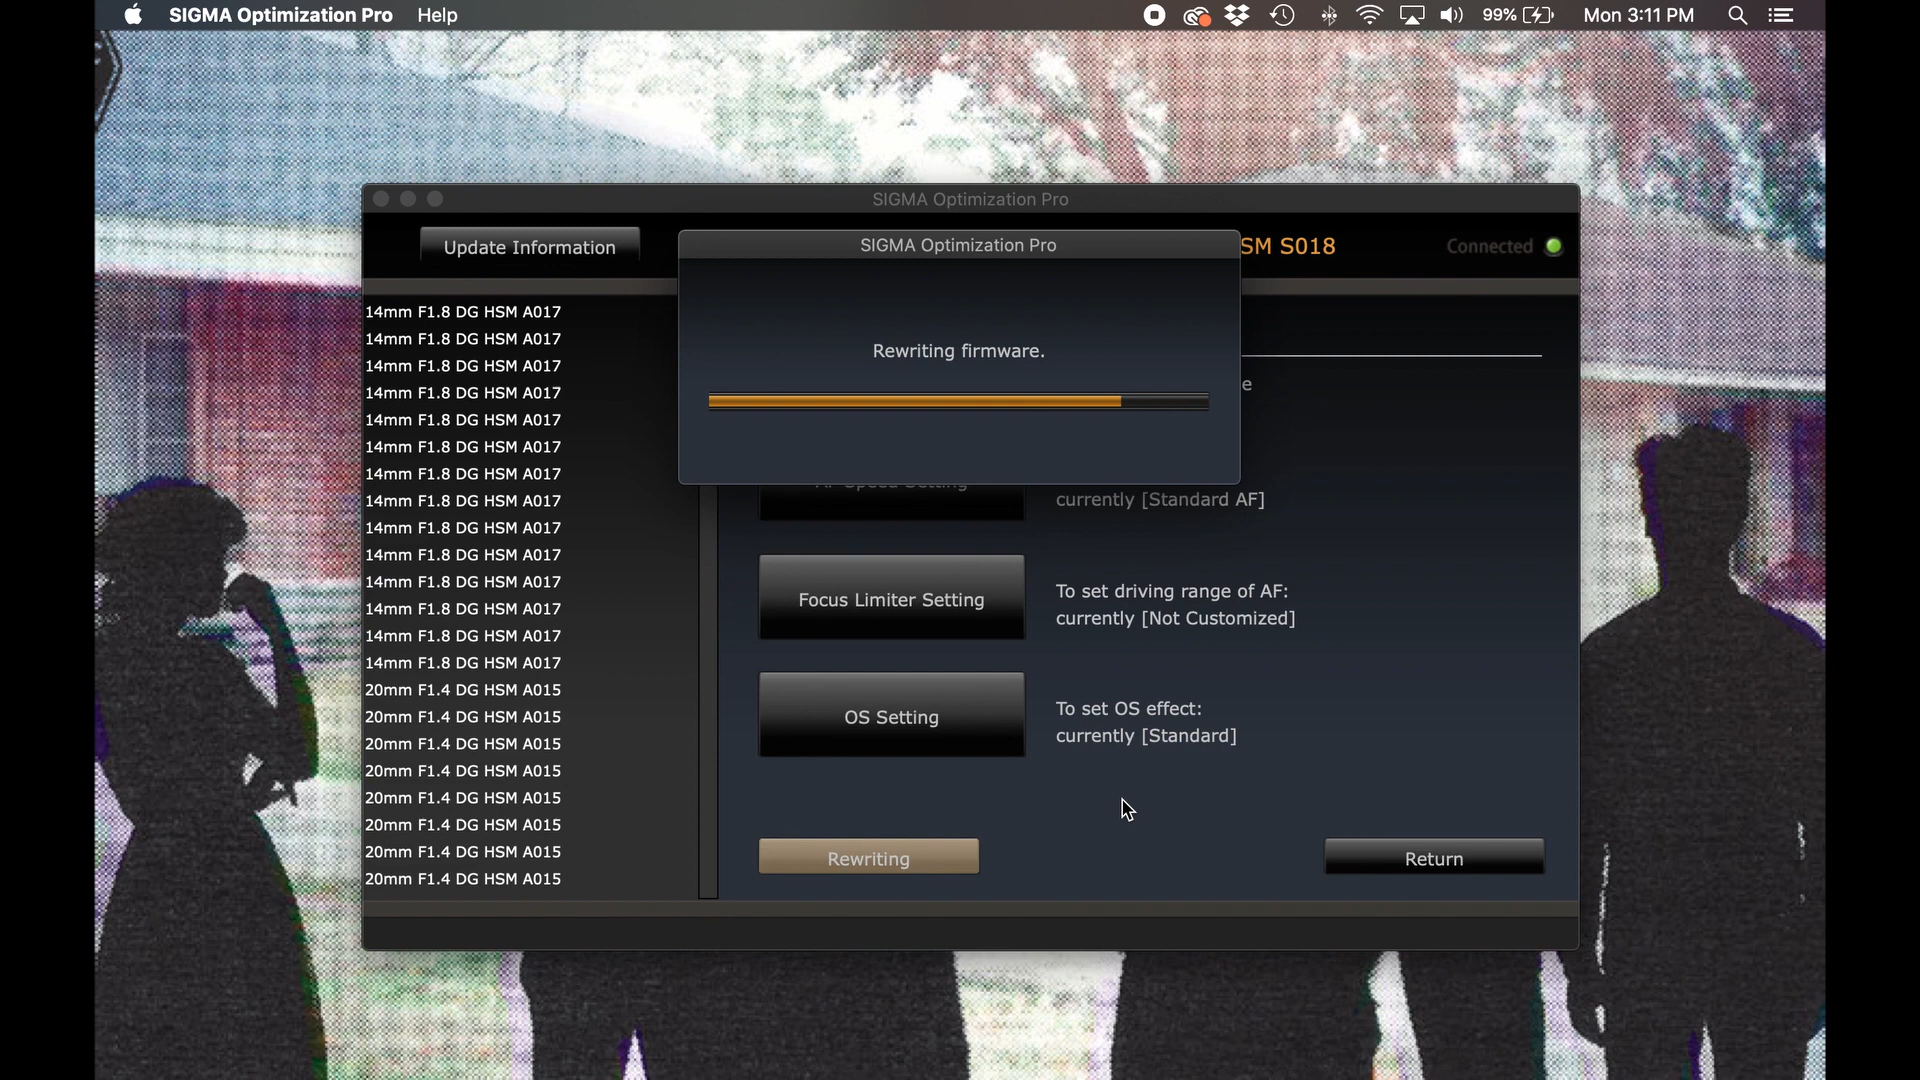 SIGMA Optimization Pro Help 99% Mon 3:11 PM
SIGMA Optimization Pro
Update Information
SM S018
Connected
SIGMA Optimization Pro
Rewriting firmware.
14mm F1.8 DG HSM A017
14mm F1.8 DG HSM A017
14mm F1.8 DG HSM A017
14mm F1.8 DG HSM A017
14mm F1.8 DG HSM A017
14mm F1.8 DG HSM A017
14mm F1.8 DG HSM A017
14mm F1.8 DG HSM A017
14mm F1.8 DG HSM A017
14mm F1.8 DG HSM A017
14mm F1.8 DG HSM A017
14mm F1.8 DG HSM A017
14mm F1.8 DG HSM A017
14mm F1.8 DG HSM A017
20mm F1.4 DG HSM A015
20mm F1.4 DG HSM A015
20mm F1.4 DG HSM A015
20mm F1.4 DG HSM A015
20mm F1.4 DG HSM A015
20mm F1.4 DG HSM A015
20mm F1.4 DG HSM A015
20mm F1.4 DG HSM A015
e
AF Speed Setting
currently [Standard AF]
Focus Limiter Setting
To set driving range of AF:
currently [Not Customized]
OS Setting
To set OS effect:
currently [Standard]
Rewriting
Return